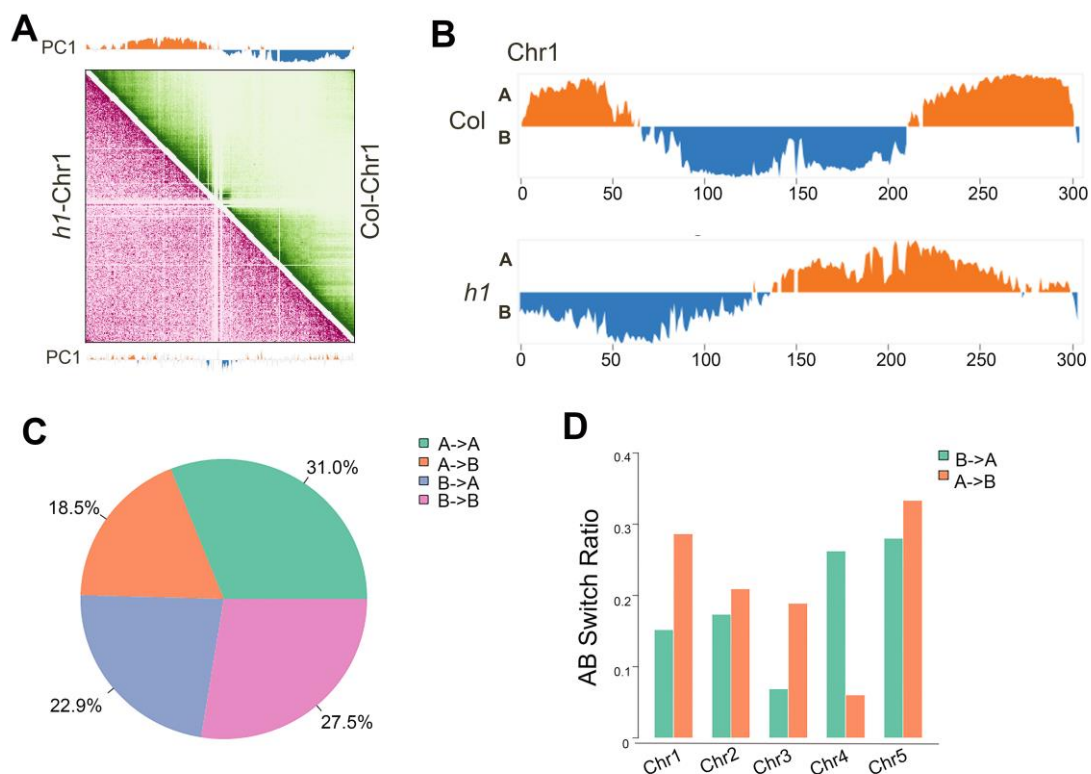 A
PC1
h1-Chr1
Col-Chr1
PC1
B
Chr1
Col
A
B
0 50 100 150 200 250 300
h1
A
B
0 50 100 150 200 250 300
C
A->A
A->B
B->A
B->B
31.0%
18.5%
22.9%
27.5%
D
B->A
A->B
AB Switch Ratio
0.4
0.3
0.2
0.1
0
Chr1 Chr2 Chr3 Chr4 Chr5